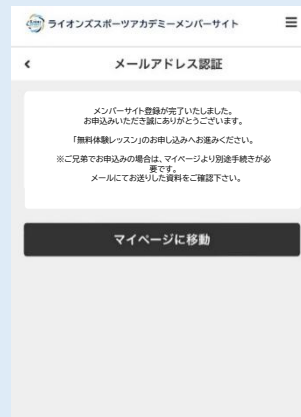 ライオンズスポーツアカデミーメンバーサイト
メールアドレス認証
メンバーサイト登録が完了いたしました。
お申込みいただき誠にありがとうございます。
「無料体験レッスン」のお申し込みへお進みください。
※ご兄弟でお申込みの場合は、マイページより別途手続きが必
要です。
メールにてお送りした資料をご確認下さい。
マイページに移動